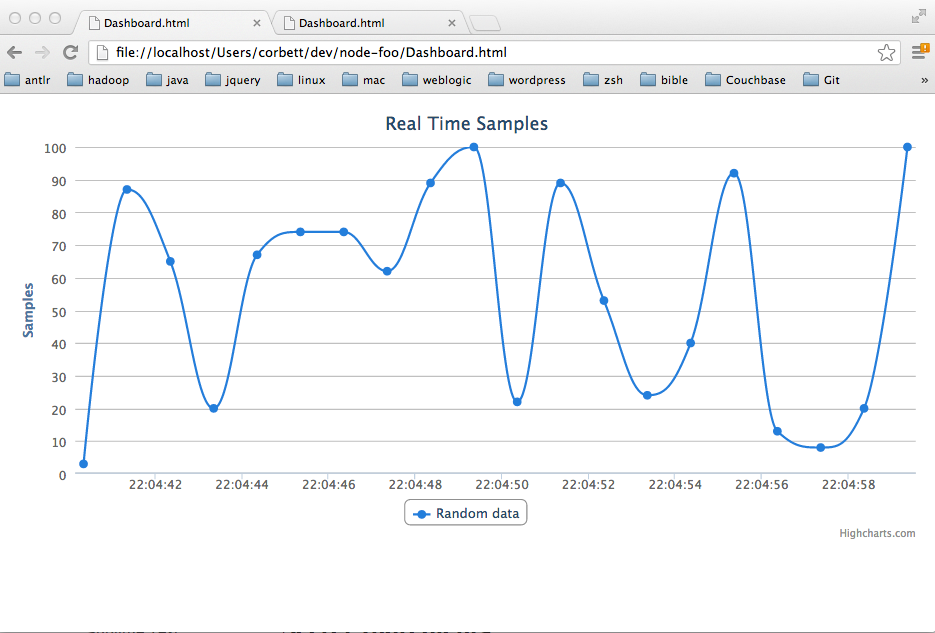 Dashboard.html
Dashboard.html
file://localhost/Users/corbett/dev/node-foo/Dashboard.html
antlr hadoop java jquery linux mac weblogic wordpress zsh bible Couchbase Git »
Real Time Samples
100
90
80
70
60
50
40
30
20
10
0
Samples
22:04:42 22:04:44 22:04:46 22:04:48 22:04:50 22:04:52 22:04:54 22:04:56 22:04:58
Random data
Highcharts.com